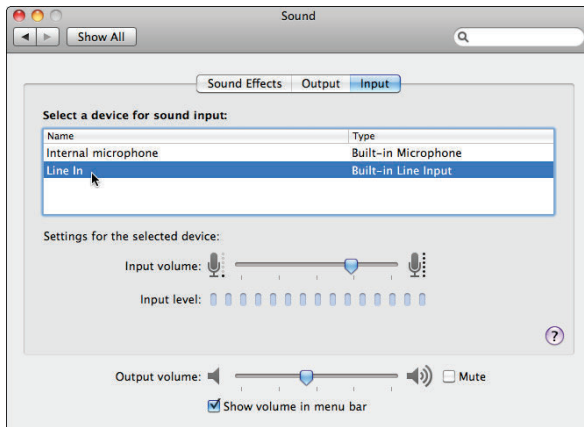 Sound
Show All
Sound Effects Output Input
Select a device for sound input:
Name Type
Internal microphone Built-in Microphone
Line In Built-in Line Input
Settings for the selected device:
Input volume:
Input level:
?
Output volume: Mute
Show volume in menu bar